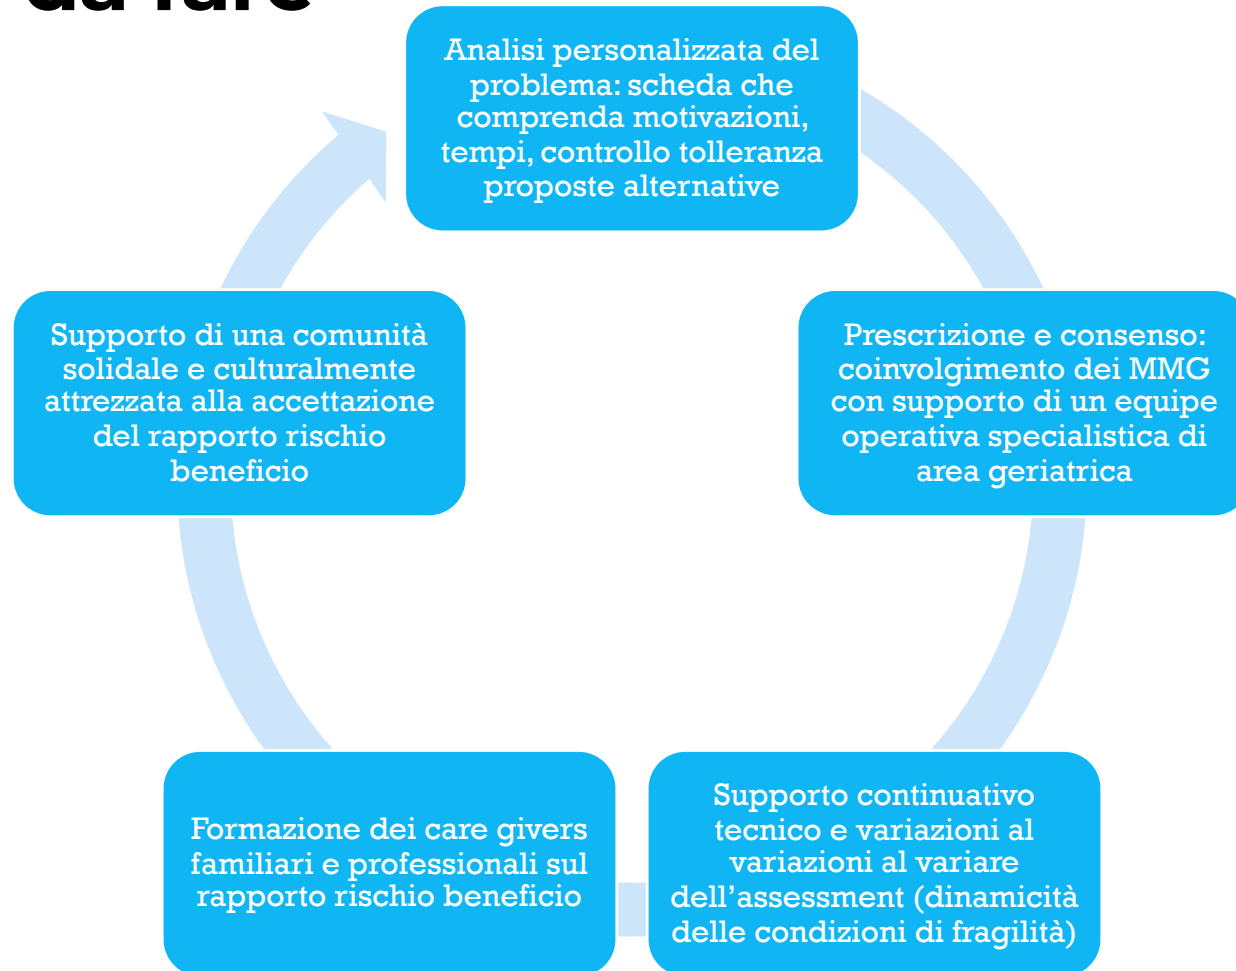 da fare
Analisi personalizzata del
problema: scheda che
comprenda motivazioni,
tempi, controllo tolleranza
proposte alternative
Prescrizione e consenso:
coinvolgimento dei MMG
con supporto di un equipe
operativa specialistica di
area geriatrica
Supporto continuativo
tecnico e variazioni al
variazioni al variare
dell’assessment (dinamicità
delle condizioni di fragilità)
Formazione dei care givers
familiari e professionali sul
rapporto rischio beneficio
Supporto di una comunità
solidale e culturalmente
attrezzata alla accettazione
del rapporto rischio
beneficio